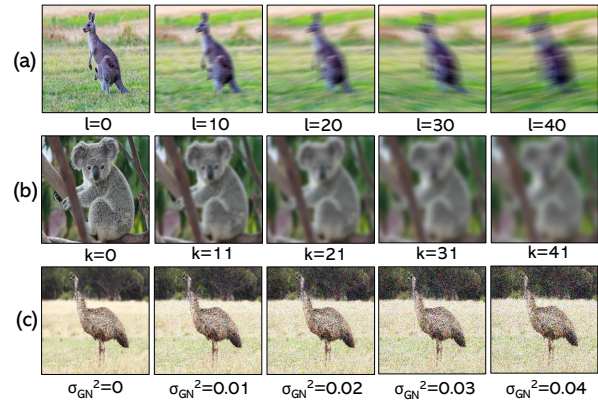 (a)
l=0 l=10 l=20 l=30 l=40
(b)
k=0 k=11 k=21 k=31 k=41
(c)
σGN²=0 σGN²=0.01 σGN²=0.02 σGN²=0.03 σGN²=0.04